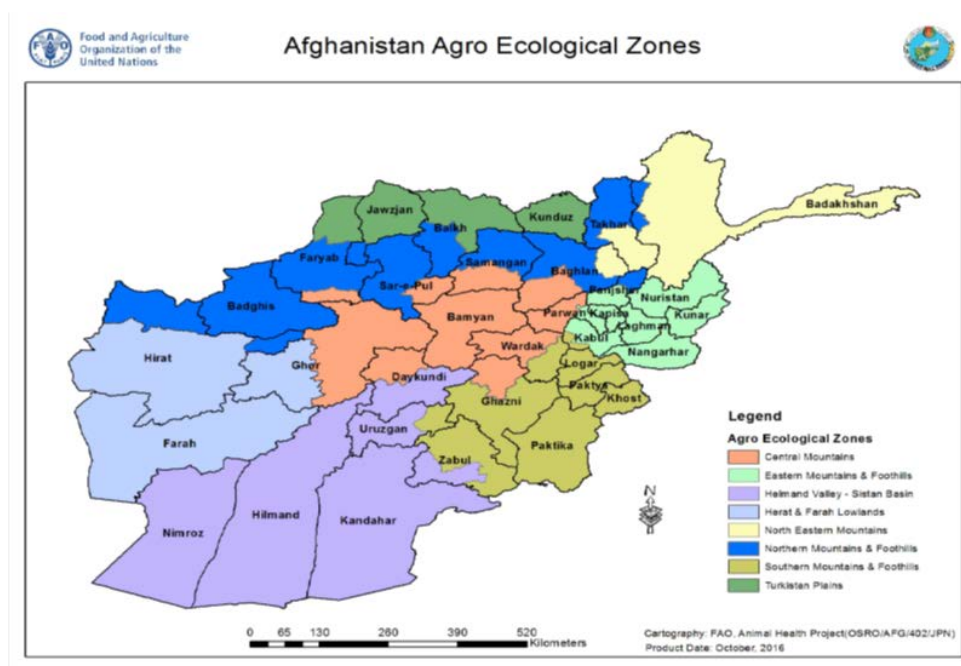 Food and Agriculture
Organization of the
United Nations
Afghanistan Agro Ecological Zones
FAO
Badakhshan
Jawzjan
Kunduz
Balkh
Takhar
Faryab
Samangan
Baghlan
Sar-e-Pul
Panjshir
Nuristan
Badghis
Bamyan
Parwan
Kapisa
Kunar
Laghman
Kabul
Wardak
Nangarhar
Hirat
Ghor
Logar
Daykundi
Paktya
Ghazni
Khost
Uruzgan
Farah
Paktika
Zabul
Hilmand
Kandahar
Nimroz
Legend
Agro Ecological Zones
Central Mountains
Eastern Mountains & Foothills
Helmand Valley - Sistan Basin
Herat & Farah Lowlands
North Eastern Mountains
Northern Mountains & Foothills
Southern Mountains & Foothills
Turkistan Plains
N
0 65 130 260 390 520
Kilometers
Cartography: FAO, Animal Health Project(OSRO/AFG/402/JPN)
Product Date: October, 2016